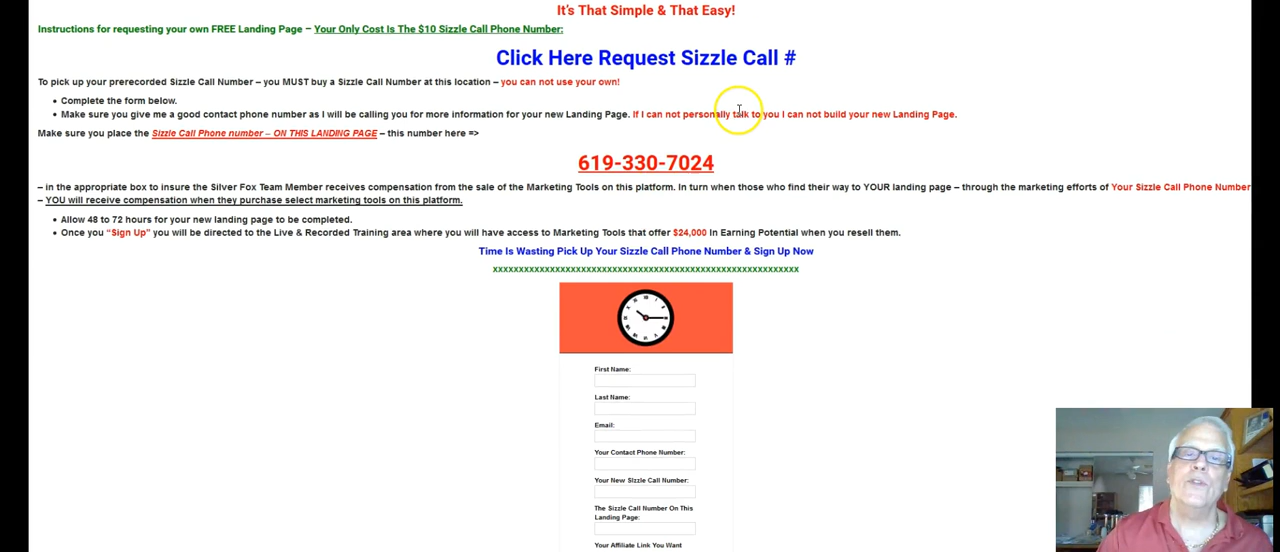 It's That Simple & That Easy!
Instructions for requesting your own FREE Landing Page – Your Only Cost Is The $10 Sizzle Call Phone Number:
Click Here Request Sizzle Call #
To pick up your prerecorded Sizzle Call Number – you MUST buy a Sizzle Call Number at this location – you can not use your own!
• Complete the form below.
• Make sure you give me a good contact phone number as I will be calling you for more information for your new Landing Page. If I can not personally talk to you I can not build your new Landing Page.
Make sure you place the Sizzle Call Phone number – ON THIS LANDING PAGE – this number here =>
619-330-7024
– in the appropriate box to insure the Silver Fox Team Member receives compensation from the sale of the Marketing Tools on this platform. In turn when those who find their way to YOUR landing page – through the marketing efforts of Your Sizzle Call Phone Number
– YOU will receive compensation when they purchase select marketing tools on this platform.
• Allow 48 to 72 hours for your new landing page to be completed.
• Once you "Sign Up" you will be directed to the Live & Recorded Training area where you will have access to Marketing Tools that offer $24,000 In Earning Potential when you resell them.
Time Is Wasting Pick Up Your Sizzle Call Phone Number & Sign Up Now
xxxxxxxxxxxxxxxxxxxxxxxxxxxxxxxxxxxxxxxxxxxxxxxxxxxxxxxxxxx
First Name:
Last Name:
Email:
Your Contact Phone Number:
Your New Sizzle Call Number:
The Sizzle Call Number On This
Landing Page:
Your Affiliate Link You Want